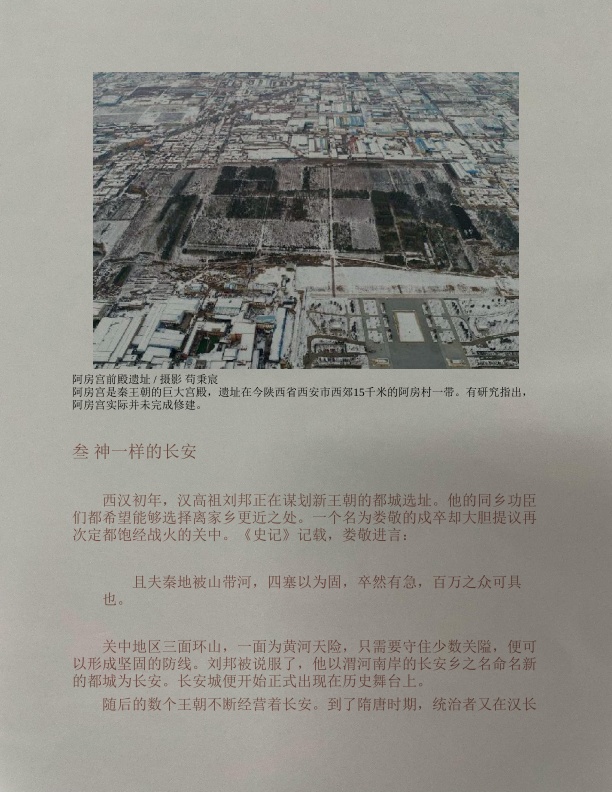 阿房宫前殿遗址 / 摄影 苟秉宸
阿房宫是秦王朝的巨大宫殿，遗址在今陕西省西安市西郊15千米的阿房村一带。有研究指出，
阿房宫实际并未完成修建。
叁 神一样的长安
西汉初年，汉高祖刘邦正在谋划新王朝的都城选址。他的同乡功臣
们都希望能够选择离家乡更近之处。一个名为娄敬的戍卒却大胆提议再
次定都饱经战火的关中。《史记》记载，娄敬进言：
且夫秦地被山带河，四塞以为固，卒然有急，百万之众可具
也。
关中地区三面环山，一面为黄河天险，只需要守住少数关隘，便可
以形成坚固的防线。刘邦被说服了，他以渭河南岸的长安乡之名命名新
的都城为长安。长安城便开始正式出现在历史舞台上。
随后的数个王朝不断经营着长安。到了隋唐时期，统治者又在汉长